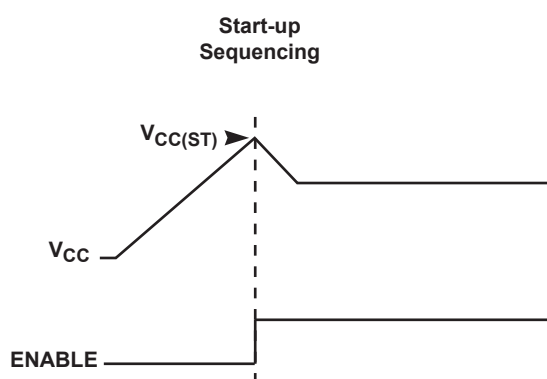 Start-up
Sequencing
VCC(ST)
VCC
ENABLE